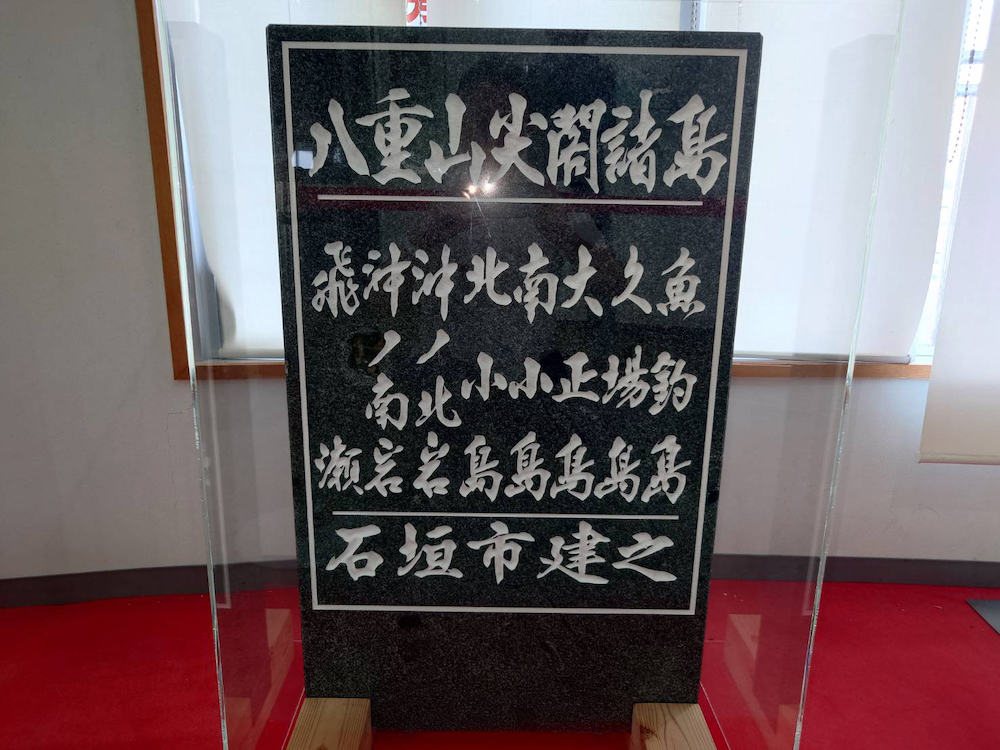 八重山尖閣諸島
魚釣島
久場島
大正島
南小島
北小島
沖ノ北岩
沖ノ南岩
飛瀬
石垣市建之